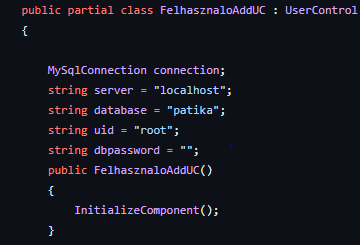 public partial class FelhasznaloAddUC : UserControl
{
MySqlConnection connection;
string server = "localhost";
string database = "patika";
string uid = "root";
string dbpassword = "";
public FelhasznaloAddUC()
{
InitializeComponent();
}